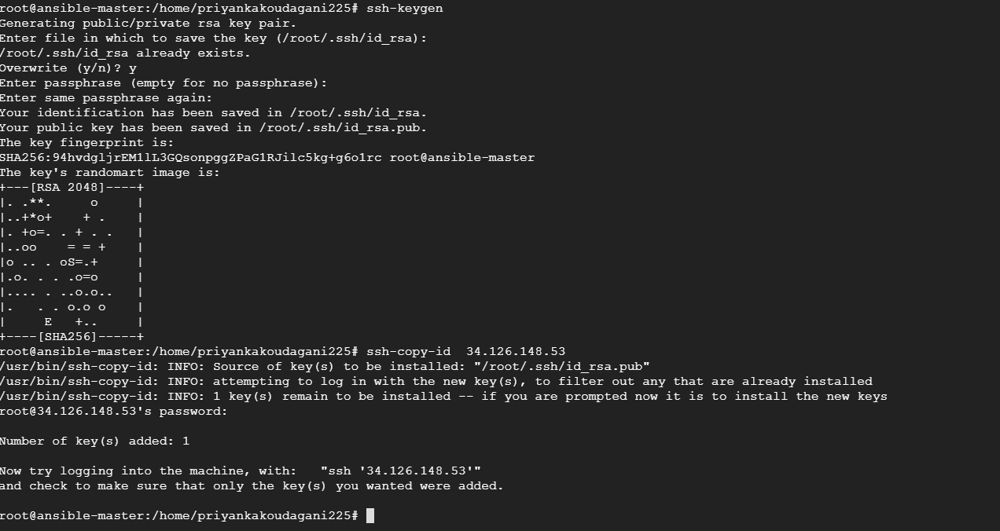 root@ansible-master:/home/priyankakoudagani225# ssh-keygen
Generating public/private rsa key pair.
Enter file in which to save the key (/root/.ssh/id_rsa):
/root/.ssh/id_rsa already exists.
Overwrite (y/n)? y
Enter passphrase (empty for no passphrase):
Enter same passphrase again:
Your identification has been saved in /root/.ssh/id_rsa.
Your public key has been saved in /root/.ssh/id_rsa.pub.
The key fingerprint is:
SHA256:94hvdgljrEM1lL3GQsonpggZPaG1RJilc5kg+g6o1rc root@ansible-master
The key's randomart image is:
+---[RSA 2048]----+
|. .**.     o     |
|..+*o+    + .    |
|. +o=. . + . .   |
|..oo    = = +    |
|o .. . oS=.+     |
|.o. . . .o=o     |
|.... . ..o.o..   |
|.   . . o.o o    |
|     E   +..     |
+----[SHA256]-----+
root@ansible-master:/home/priyankakoudagani225# ssh-copy-id  34.126.148.53
/usr/bin/ssh-copy-id: INFO: Source of key(s) to be installed: "/root/.ssh/id_rsa.pub"
/usr/bin/ssh-copy-id: INFO: attempting to log in with the new key(s), to filter out any that are already installed
/usr/bin/ssh-copy-id: INFO: 1 key(s) remain to be installed -- if you are prompted now it is to install the new keys
root@34.126.148.53's password:
Number of key(s) added: 1
Now try logging into the machine, with:   "ssh '34.126.148.53'"
and check to make sure that only the key(s) you wanted were added.
root@ansible-master:/home/priyankakoudagani225#